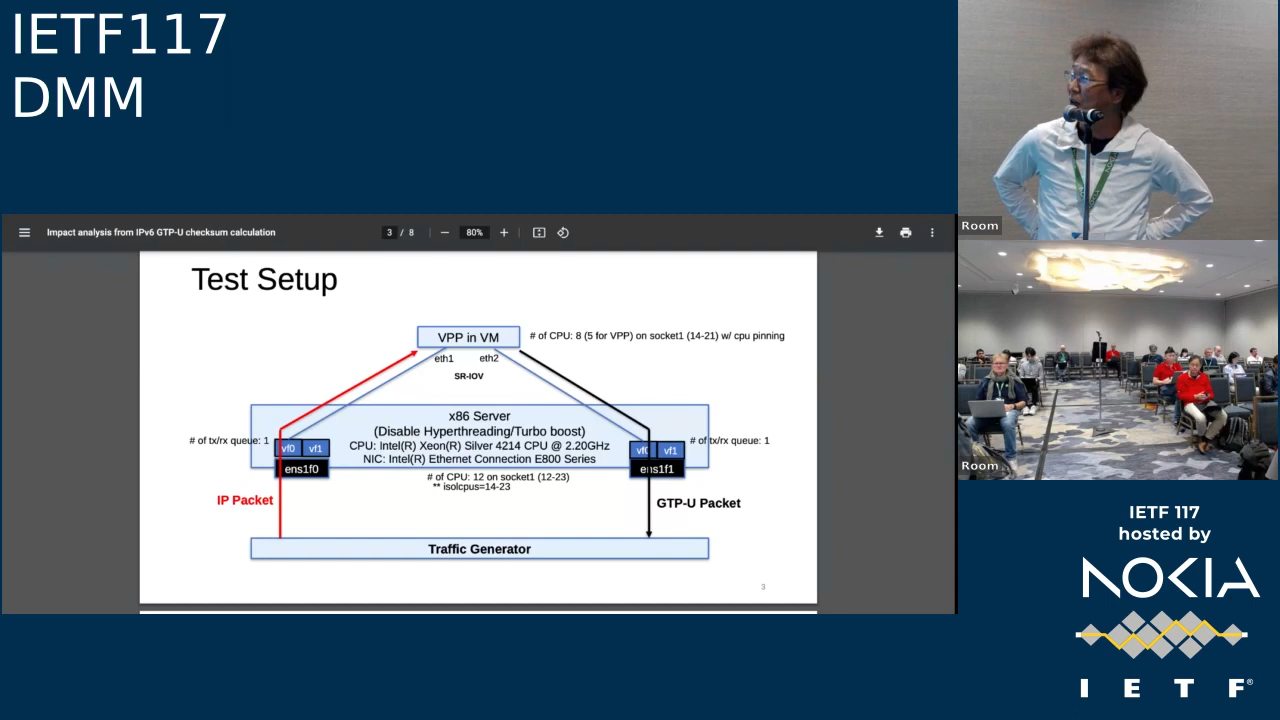 IETF117
DMM
Impact analysis from IPv6 GTP-U checksum calculation
3 / 8
80%
Test Setup
VPP in VM
# of CPU: 8 (5 for VPP) on socket1 (14-21) w/ cpu pinning
eth1
eth2
SR-IOV
x86 Server
(Disable Hyperthreading/Turbo boost)
# of tx/rx queue: 1
vf0
vf1
CPU: Intel(R) Xeon(R) Silver 4214 CPU @ 2.20GHz
NIC: Intel(R) Ethernet Connection E800 Series
vf0
vf1
# of tx/rx queue: 1
ens1f0
ens1f1
# of CPU: 12 on socket1 (12-23)
** isolcpus=14-23
IP Packet
GTP-U Packet
Traffic Generator
3
Room
Room
IETF 117
hosted by
NOKIA
I E T F®